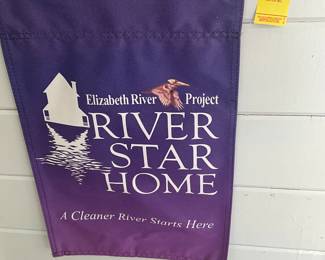 Elizabeth River Project
RIVER
STAR
HOME
A Cleaner River Starts Here